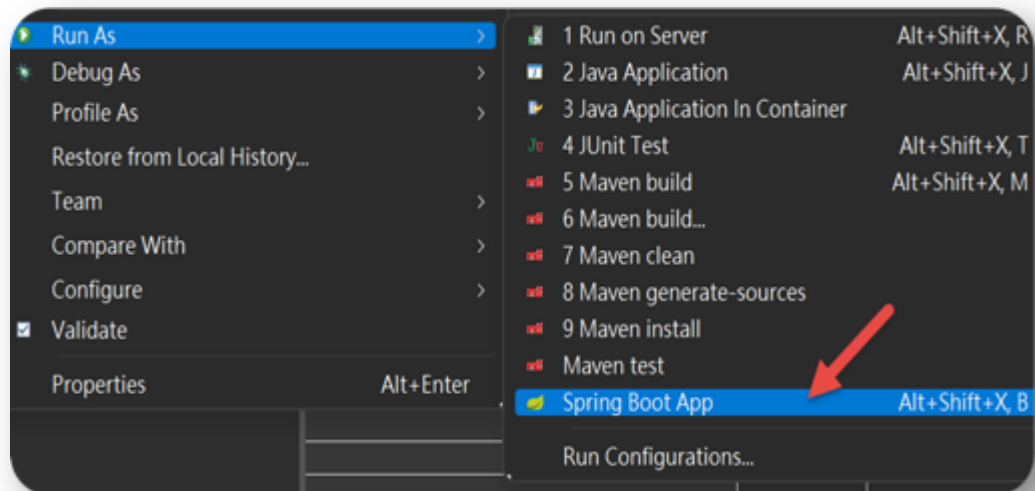 Run As
Debug As
Profile As
Restore from Local History...
Team
Compare With
Configure
Validate
Properties Alt+Enter
1 Run on Server Alt+Shift+X, R
2 Java Application Alt+Shift+X, J
3 Java Application In Container
Ju 4 JUnit Test Alt+Shift+X, T
5 Maven build Alt+Shift+X, M
6 Maven build...
7 Maven clean
8 Maven generate-sources
9 Maven install
Maven test
Spring Boot App Alt+Shift+X, B
Run Configurations...